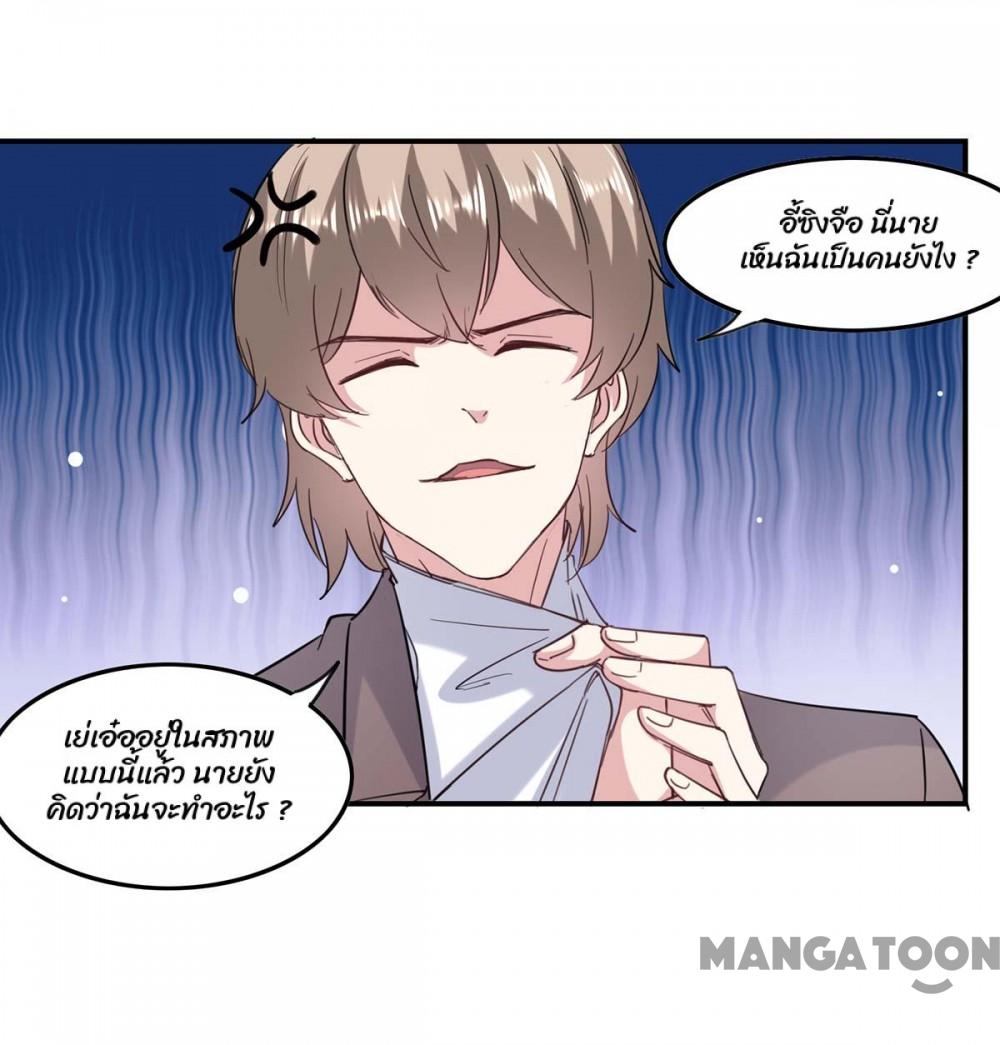 อี้ซิงจือ นี่นาย
เห็นฉันเป็นคนยังไง ?
เย่เอ๋ออยู่ในสภาพ
แบบนี้แล้ว นายยัง
คิดว่าฉันจะทำอะไร ?
MANGATOON